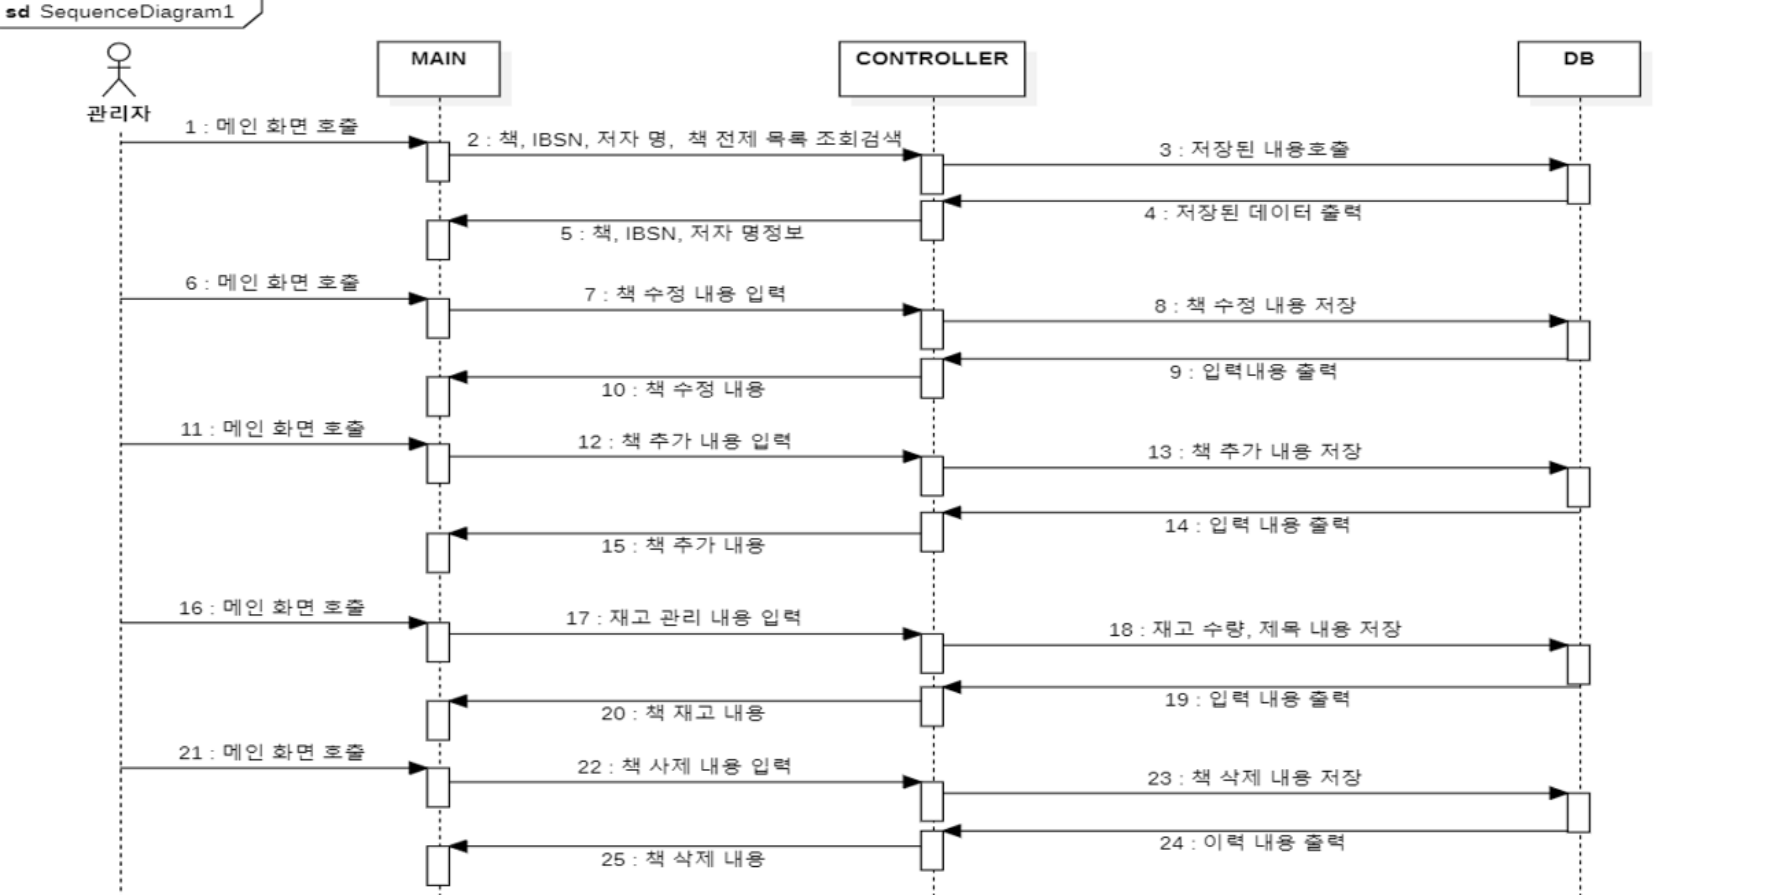 sd SequenceDiagram1
MAIN
CONTROLLER
DB
관리자
1 : 메인 화면 호출
2 : 책, IBSN, 저자 명, 책 전제 목록 조회검색
3 : 저장된 내용호출
4 : 저장된 데이터 출력
5 : 책, IBSN, 저자 명정보
6 : 메인 화면 호출
7 : 책 수정 내용 입력
8 : 책 수정 내용 저장
9 : 입력내용 출력
10 : 책 수정 내용
11 : 메인 화면 호출
12 : 책 추가 내용 입력
13 : 책 추가 내용 저장
14 : 입력 내용 출력
15 : 책 추가 내용
16 : 메인 화면 호출
17 : 재고 관리 내용 입력
18 : 재고 수량, 제목 내용 저장
19 : 입력 내용 출력
20 : 책 재고 내용
21 : 메인 화면 호출
22 : 책 사제 내용 입력
23 : 책 삭제 내용 저장
24 : 이력 내용 출력
25 : 책 삭제 내용